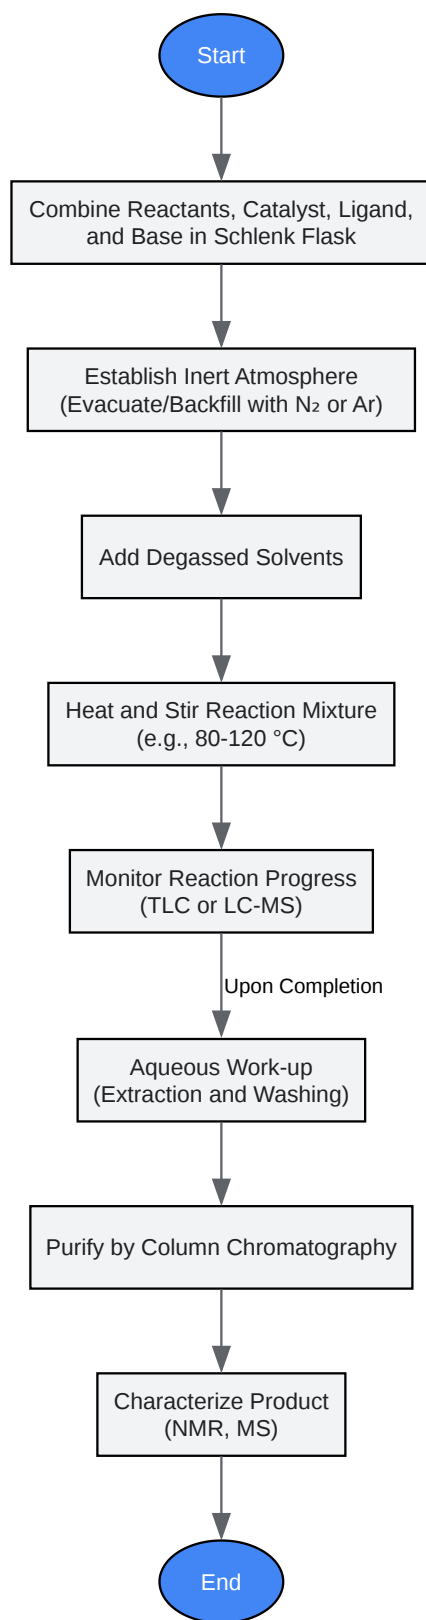 Start
Combine Reactants, Catalyst, Ligand,
and Base in Schlenk Flask
Establish Inert Atmosphere
(Evacuate/Backfill with N₂ or Ar)
Add Degassed Solvents
Heat and Stir Reaction Mixture
(e.g., 80-120 °C)
Monitor Reaction Progress
(TLC or LC-MS)
Upon Completion
Aqueous Work-up
(Extraction and Washing)
Purify by Column Chromatography
Characterize Product
(NMR, MS)
End